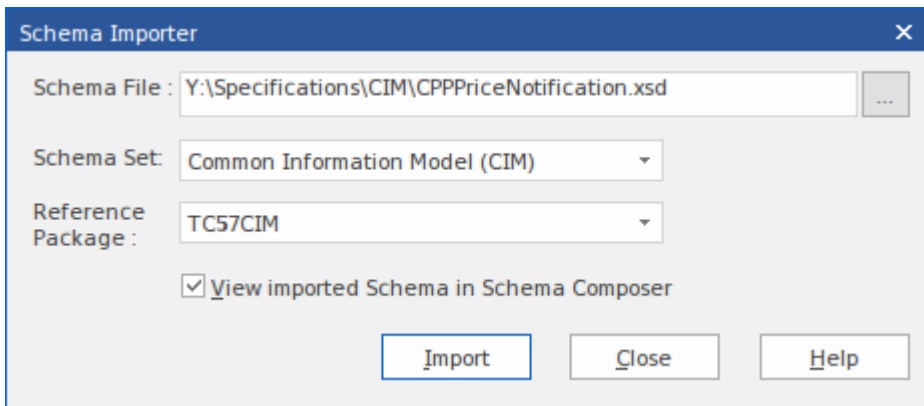 Schema Importer
Schema File : Y:\Specifications\CIM\CPPPriceNotification.xsd ...
Schema Set: Common Information Model (CIM)
Reference
Package : TC57CIM
View imported Schema in Schema Composer
Import Close Help